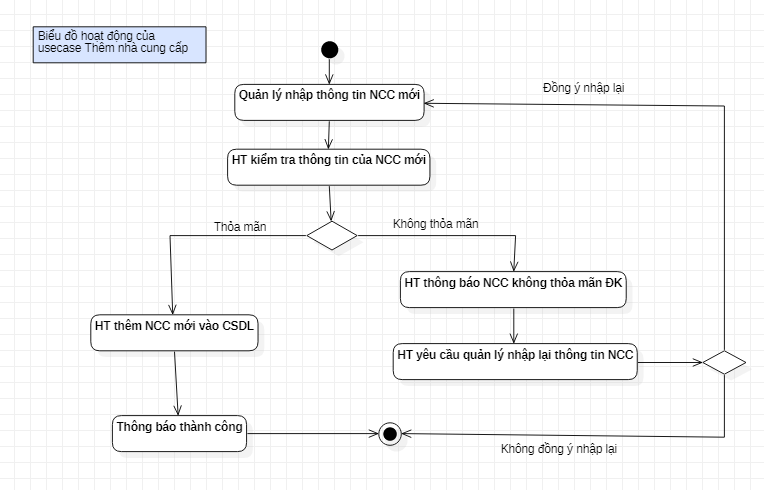 Biểu đồ hoạt động của
usecase Thêm nhà cung cấp
Quản lý nhập thông tin NCC mới
Đồng ý nhập lại
HT kiểm tra thông tin của NCC mới
Thỏa mãn
Không thỏa mãn
HT thông báo NCC không thỏa mãn ĐK
HT thêm NCC mới vào CSDL
HT yêu cầu quản lý nhập lại thông tin NCC
Thông báo thành công
Không đồng ý nhập lại